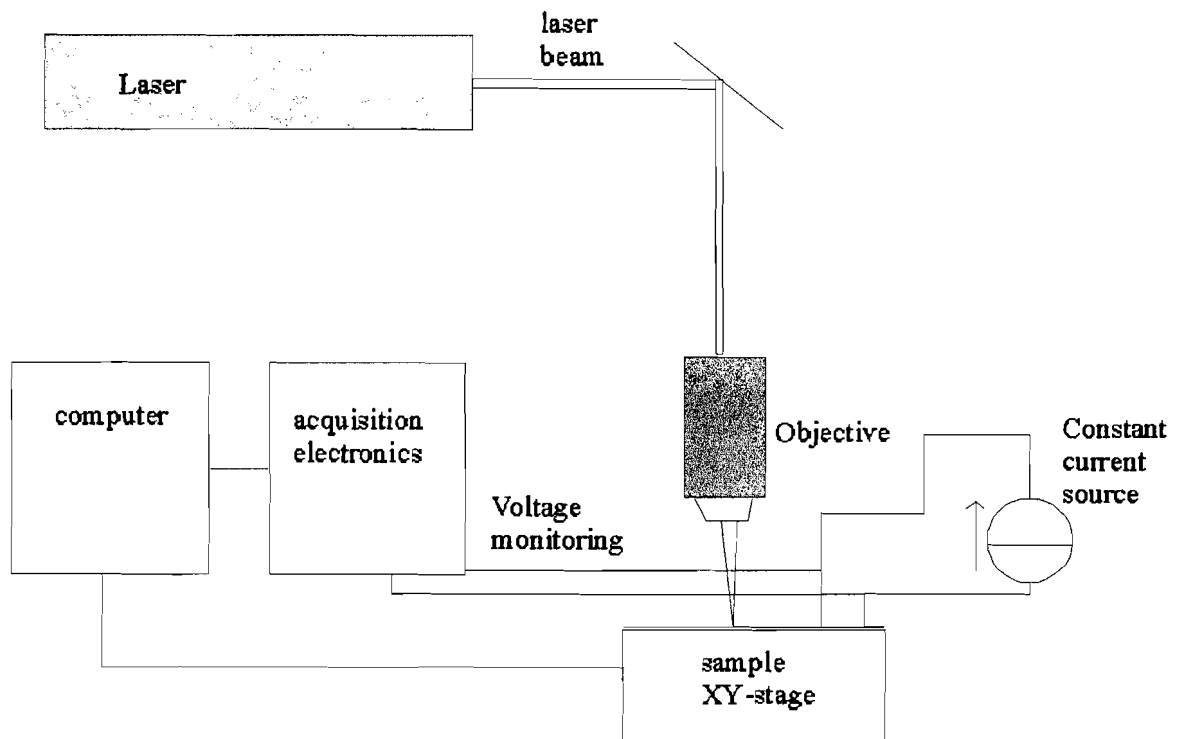 laser
beam
Laser
computer
acquisition
electronics
Objective
Constant
current
source
Voltage
monitoring
sample
XY-stage